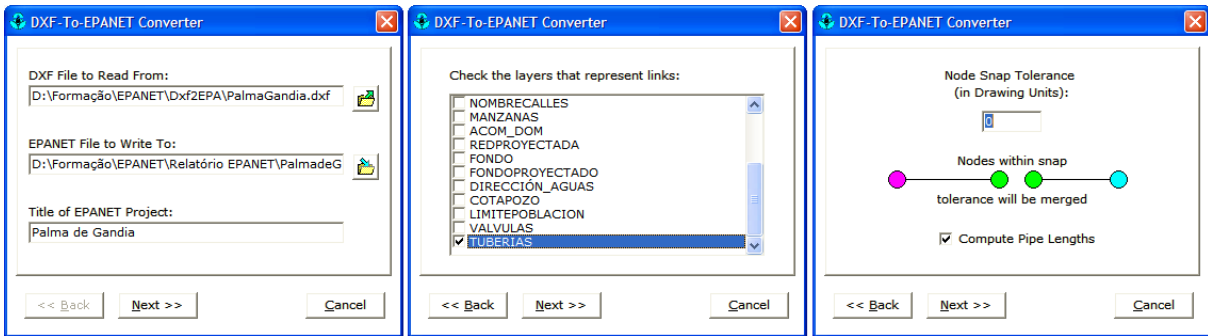 DXF-To-EPANET Converter
DXF File to Read From:
D:\Formação\EPANET\Dxf2EPA\PalmaGandia.dxf
EPANET File to Write To:
D:\Formação\EPANET\Relatório EPANET\PalmadeG
Title of EPANET Project:
Palma de Gandia
<< Back
Next >>
Cancel
DXF-To-EPANET Converter
Check the layers that represent links:
NOMBRECALLES
MANZANAS
ACOM_DOM
REDPROYECTADA
FONDO
FONDOPROYECTADO
DIRECCIÓN_AGUAS
COTAPOZO
LIMITEPOBLACION
VALVULAS
TUBERIAS
<< Back
Next >>
Cancel
DXF-To-EPANET Converter
Node Snap Tolerance
(in Drawing Units):
0
Nodes within snap
tolerance will be merged
Compute Pipe Lengths
<< Back
Next >>
Cancel